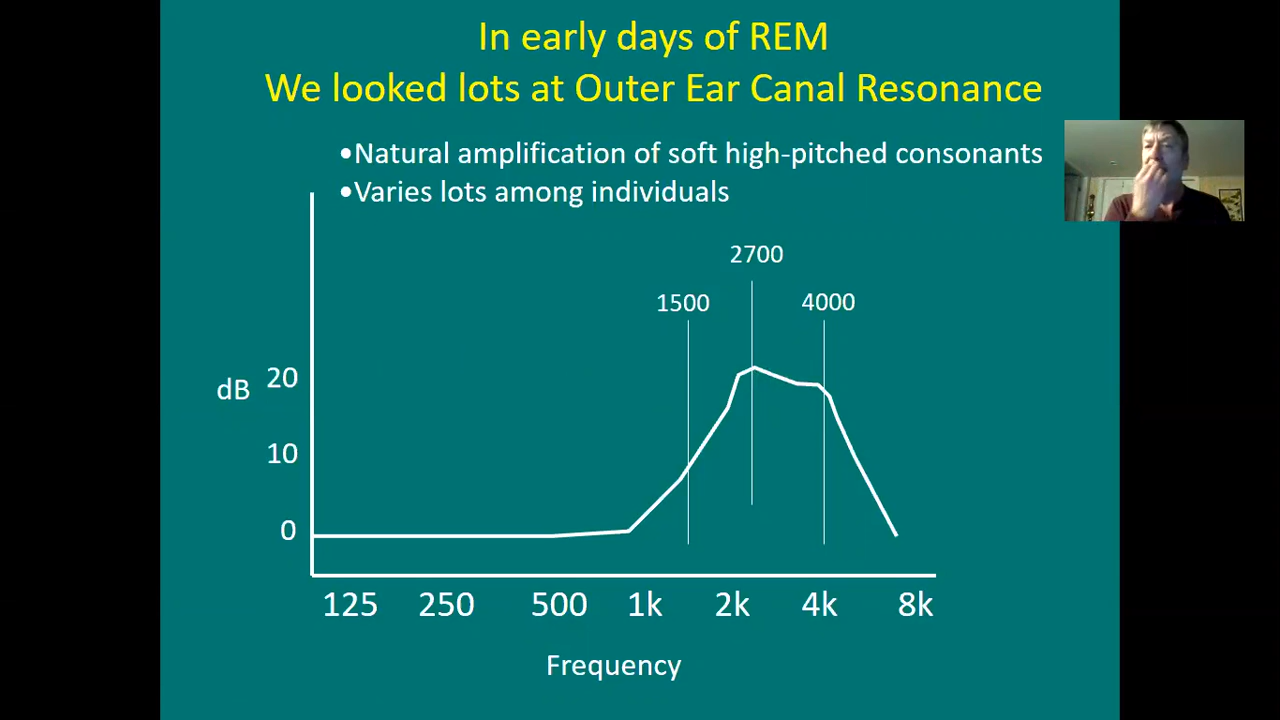 In early days of REM
We looked lots at Outer Ear Canal Resonance
•Natural amplification of soft high-pitched consonants
•Varies lots among individuals
2700
1500
4000
dB
20
10
0
125 250 500 1k 2k 4k 8k
Frequency